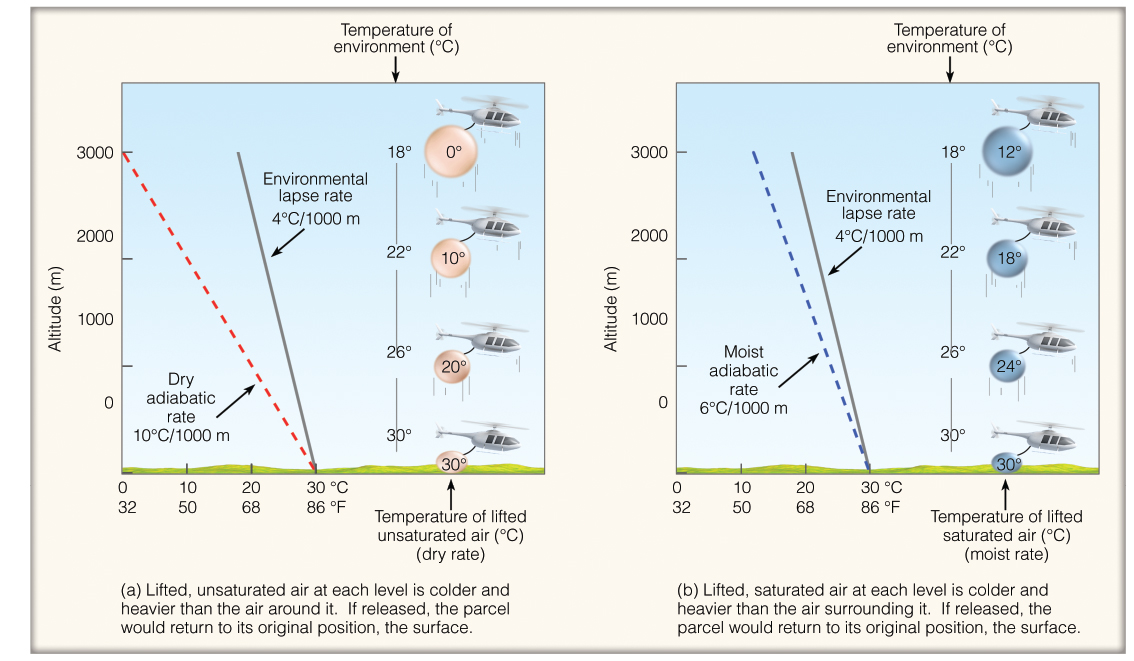 Temperature of
environment (°C)
3000
2000
1000
0
Altitude (m)
Environmental
lapse rate
4°C/1000 m
Dry
adiabatic
rate
10°C/1000 m
18°
22°
26°
30°
0°
10°
20°
30°
0 10 20 30 °C
32 50 68 86 °F
Temperature of lifted
unsaturated air (°C)
(dry rate)
(a) Lifted, unsaturated air at each level is colder and
heavier than the air around it. If released, the parcel
would return to its original position, the surface.
Temperature of
environment (°C)
3000
2000
1000
0
Altitude (m)
Environmental
lapse rate
4°C/1000 m
Moist
adiabatic
rate
6°C/1000 m
18°
22°
26°
30°
12°
18°
24°
30°
0 10 20 30 °C
32 50 68 86 °F
Temperature of lifted
saturated air (°C)
(moist rate)
(b) Lifted, saturated air at each level is colder and
heavier than the air surrounding it. If released, the
parcel would return to its original position, the surface.